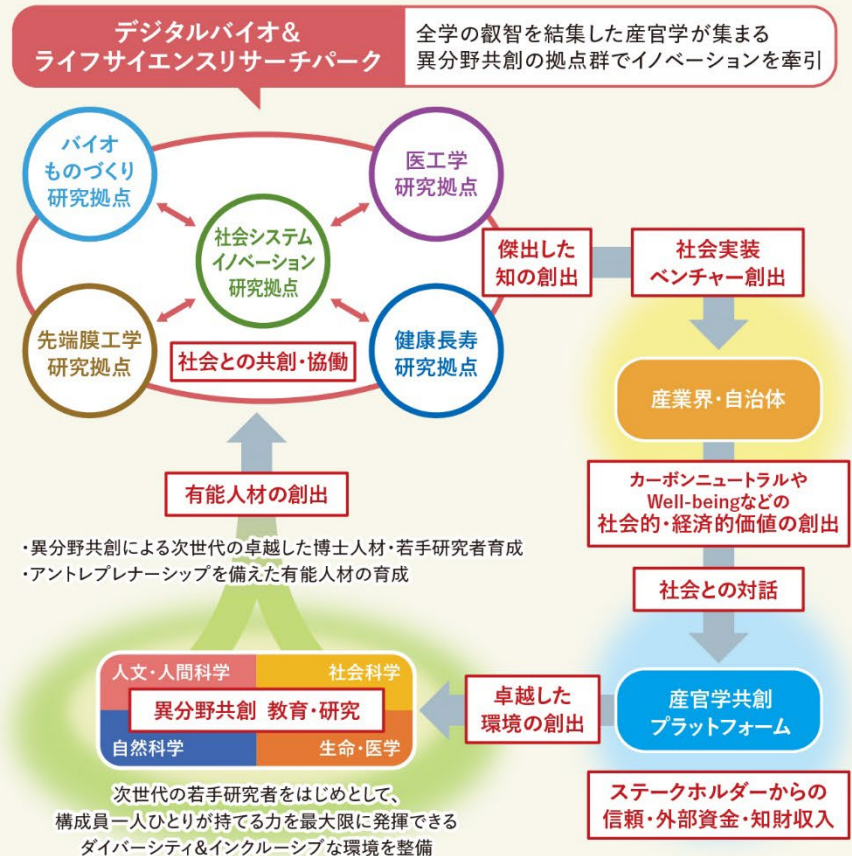 デジタルバイオ&
ライフサイエンスリサーチパーク
全学の叡智を結集した産官学が集まる
異分野共創の拠点群でイノベーションを牽引
バイオ
ものづくり
研究拠点
医工学
研究拠点
社会システム
イノベーション
研究拠点
先端膜工学
研究拠点
健康長寿
研究拠点
社会との共創・協働
傑出した
知の創出
社会実装
ベンチャー創出
産業界・自治体
カーボンニュートラルや
Well-beingなどの
社会的・経済的価値の創出
社会との対話
産官学共創
プラットフォーム
ステークホルダーからの
信頼・外部資金・知財収入
卓越した
環境の創出
有能人材の創出
・異分野共創による次世代の卓越した博士人材・若手研究者育成
・アントレプレナーシップを備えた有能人材の育成
人文・人間科学
社会科学
異分野共創 教育・研究
自然科学
生命・医学
次世代の若手研究者をはじめとして、
構成員一人ひとりが持てる力を最大限に発揮できる
ダイバーシティ&インクルーシブな環境を整備